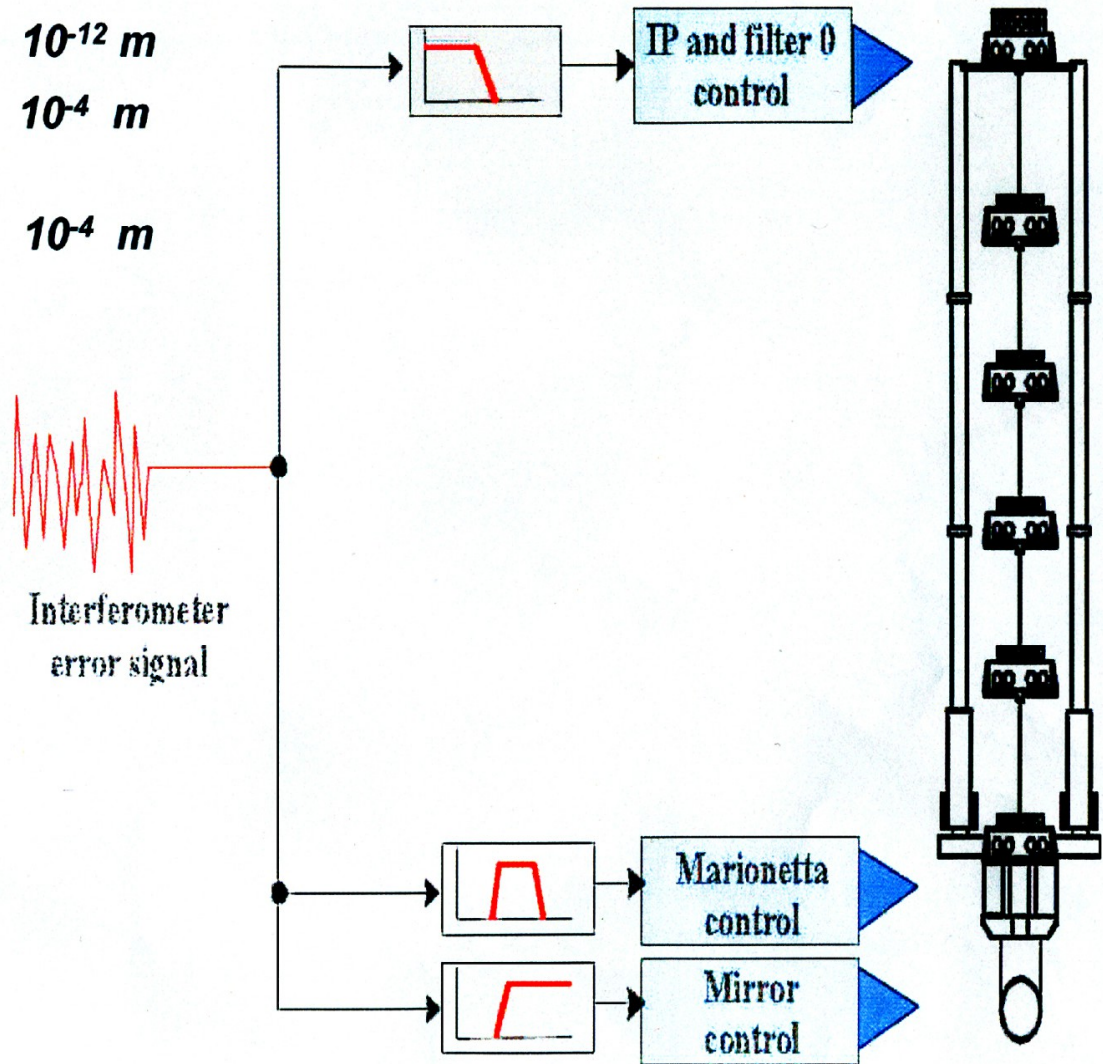 10-12 m
10-4 m
10-4 m
IP and filter 0
control
Interferometer
error signal
Marionetta
control
Mirror
control